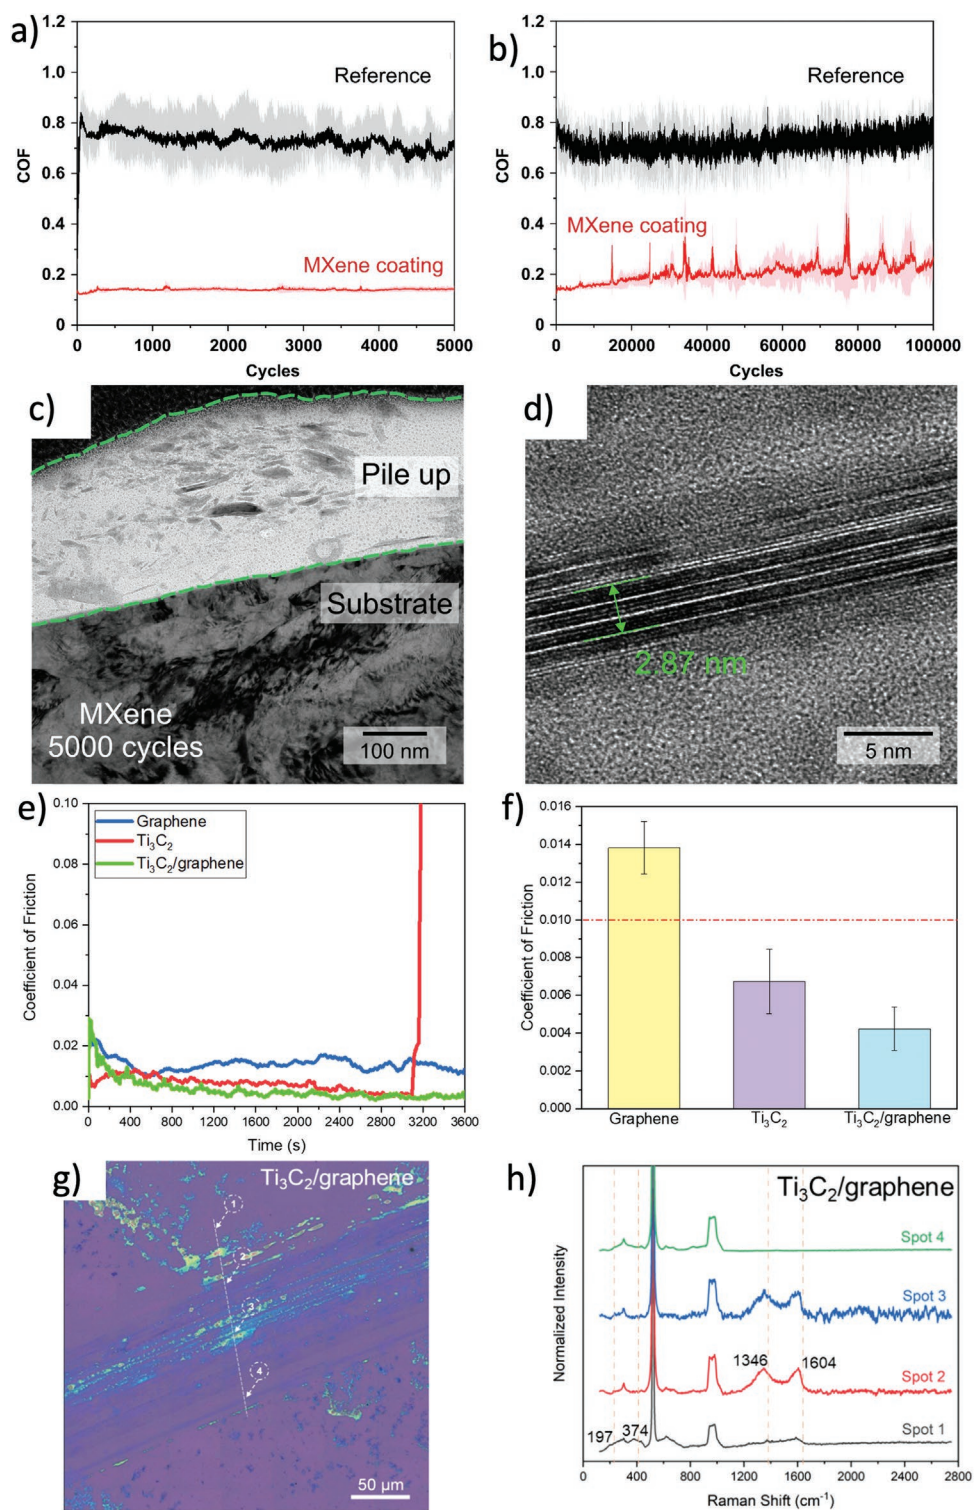 a)
1.2
1.0
0.8
0.6
0.4
0.2
0
COF
Reference
MXene coating
0 1000 2000 3000 4000 5000
Cycles
b)
1.2
1.0
0.8
0.6
0.4
0.2
0
COF
Reference
MXene coating
0 20000 40000 60000 80000 100000
Cycles
c)
Pile up
Substrate
MXene
5000 cycles
100 nm
d)
2.87 nm
5 nm
e)
0.10
0.08
0.06
0.04
0.02
0.00
Coefficient of Friction
Graphene
Ti₃C₂
Ti₃C₂/graphene
0 400 800 1200 1600 2000 2400 2800 3200 3600
Time (s)
f)
0.016
0.014
0.012
0.010
0.008
0.006
0.004
0.002
0.000
Coefficient of Friction
Graphene Ti₃C₂ Ti₃C₂/graphene
g)
Ti₃C₂/graphene
1
2
3
4
50 µm
h)
Ti₃C₂/graphene
Normalized Intensity
Spot 4
Spot 3
1346 1604
Spot 2
197 374
Spot 1
0 400 800 1200 1600 2000 2400 2800
Raman Shift (cm⁻¹)